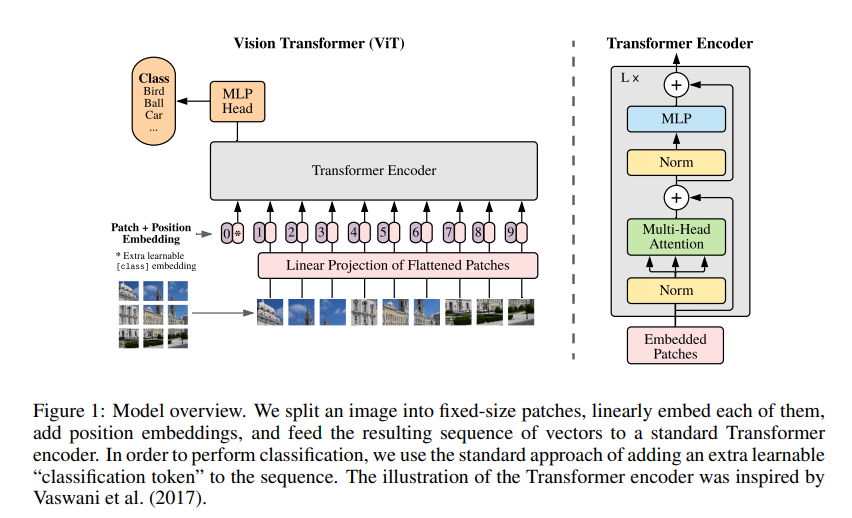 Vision Transformer (ViT)
Transformer Encoder
Class
Bird
Ball
Car
...
MLP
Head
Transformer Encoder
Patch + Position
Embedding
0 * 1 2 3 4 5 6 7 8 9
* Extra learnable
[class] embedding
Linear Projection of Flattened Patches
L x
+
MLP
Norm
+
Multi-Head
Attention
Norm
Embedded
Patches
Figure 1: Model overview. We split an image into fixed-size patches, linearly embed each of them,
add position embeddings, and feed the resulting sequence of vectors to a standard Transformer
encoder. In order to perform classification, we use the standard approach of adding an extra learnable
“classification token” to the sequence. The illustration of the Transformer encoder was inspired by
Vaswani et al. (2017).